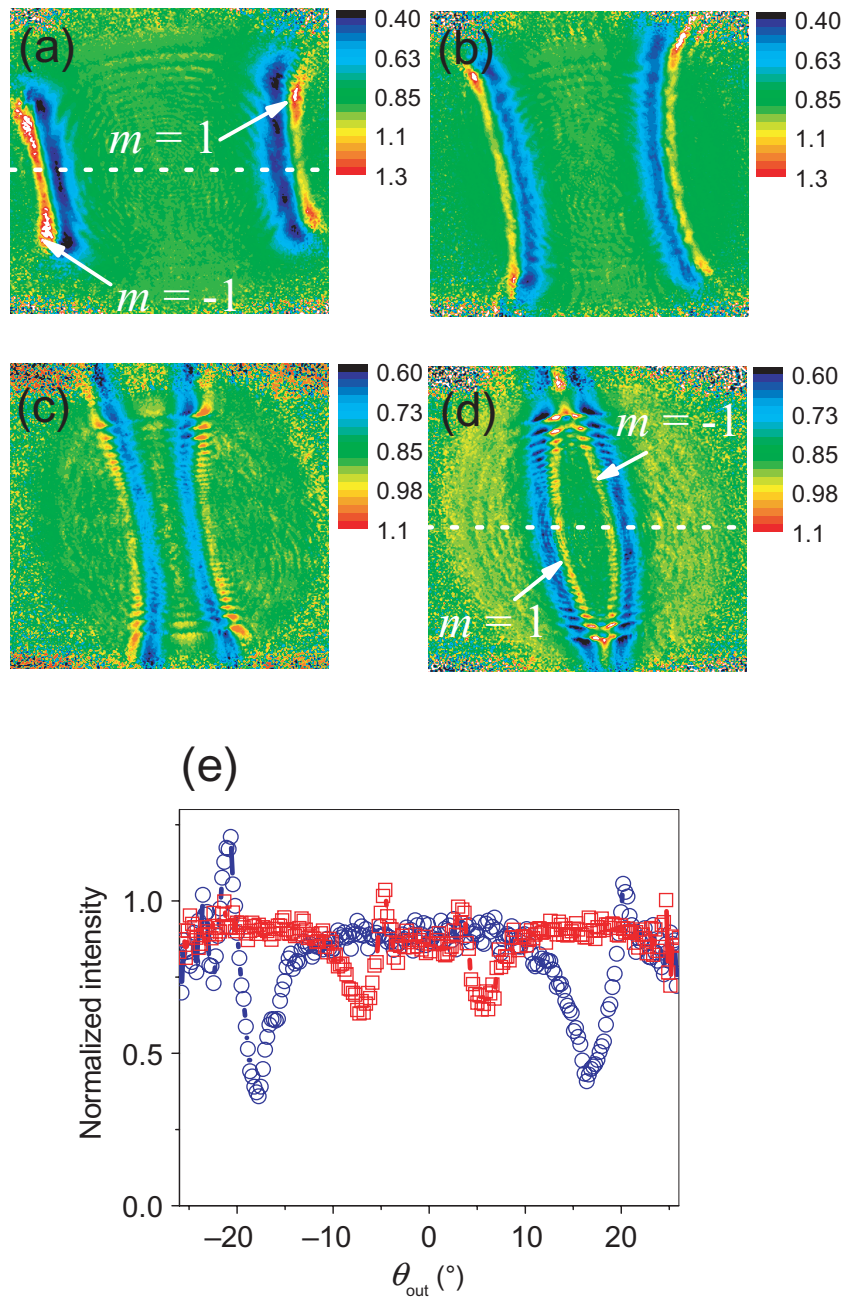 (a)
m = 1
m = -1
0.40
0.63
0.85
1.1
1.3
(b)
0.40
0.63
0.85
1.1
1.3
(c)
0.60
0.73
0.85
0.98
1.1
(d)
m = -1
m = 1
0.60
0.73
0.85
0.98
1.1
(e)
Normalized intensity
1.0
0.5
0.0
−20 −10 0 10 20
θout (°)